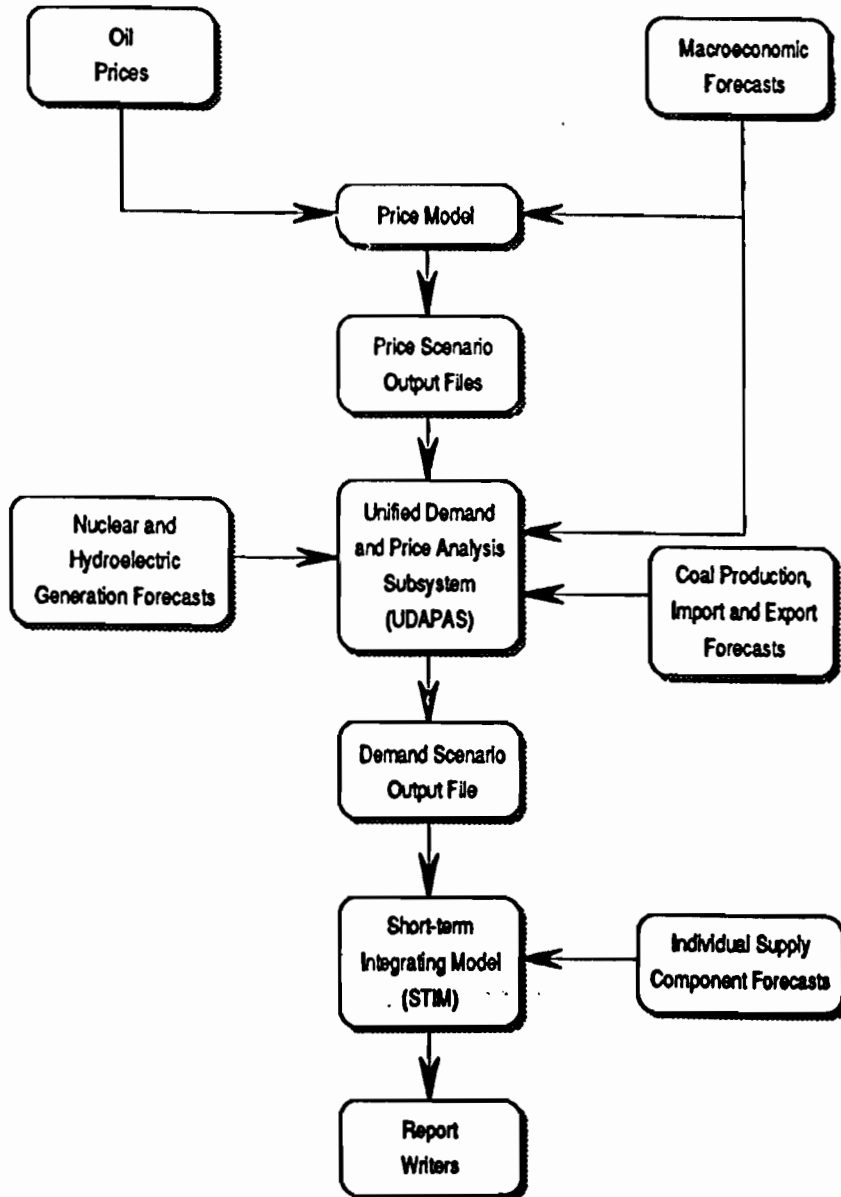 Oil
Prices
Macroeconomic
Forecasts
Price Model
Price Scenario
Output Files
Nuclear and
Hydroelectric
Generation Forecasts
Unified Demand
and Price Analysis
Subsystem
(UDAPAS)
Coal Production,
Import and Export
Forecasts
Demand Scenario
Output File
Short-term
Integrating Model
(STIM)
Individual Supply
Component Forecasts
Report
Writers